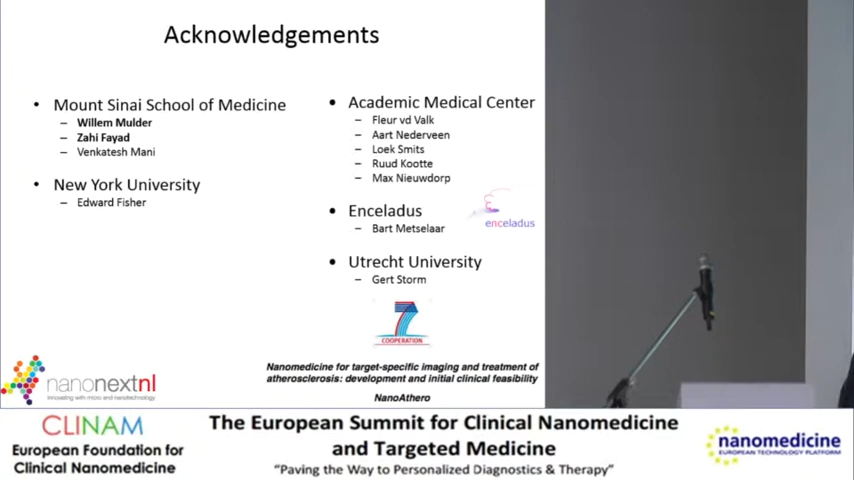 Acknowledgements
• Mount Sinai School of Medicine
– Willem Mulder
– Zahi Fayad
– Venkatesh Mani
• New York University
– Edward Fisher
• Academic Medical Center
– Fleur vd Valk
– Aart Nederveen
– Loek Smits
– Ruud Kootte
– Max Nieuwdorp
• Enceladus
– Bart Metselaar
enceladus
• Utrecht University
– Gert Storm
7
COOPERATION
Nanomedicine for target-specific imaging and treatment of
atherosclerosis: development and initial clinical feasibility
NanoAthero
nanonextnl
innovating with micro and nanotechnology
CLINAM
European Foundation for
Clinical Nanomedicine
The European Summit for Clinical Nanomedicine
and Targeted Medicine
“Paving the Way to Personalized Diagnostics & Therapy”
nanomedicine
EUROPEAN TECHNOLOGY PLATFORM